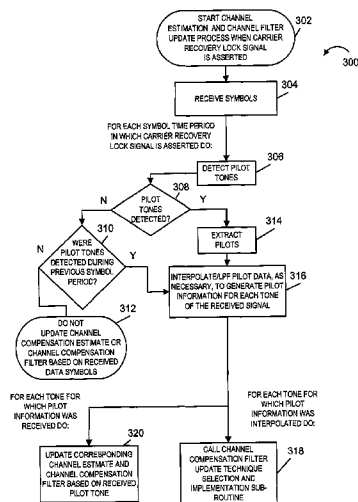 START CHANNEL
ESTIMATION AND CHANNEL FILTER
UPDATE PROCESS WHEN CARRIER
RECOVERY LOCK SIGNAL
IS ASSERTED
302
300
304
RECEIVE SYMBOLS
FOR EACH SYMBOL TIME PERIOD
IN WHICH CARRIER RECOVERY
LOCK SIGNAL IS ASSERTED DO:
306
DETECT PILOT
TONES
308
N
PILOT
TONES
DETECTED?
Y
310
314
EXTRACT
PILOTS
N
WERE
PILOT TONES
DETECTED DURING
PREVIOUS SYMBOL
PERIOD?
Y
INTERPOLATE/LPF PILOT DATA, AS
NECESSARY, TO GENERATE PILOT
INFORMATION FOR EACH TONE
OF THE RECEIVED SIGNAL
316
DO NOT
UPDATE CHANNEL
COMPENSATION ESTIMATE OR
CHANNEL COMPENSATION
FILTER BASED ON RECEIVED
DATA SYMBOLS
312
FOR EACH TONE FOR
WHICH PILOT
INFORMATION WAS
RECEIVED DO:
FOR EACH TONE FOR
WHICH PILOT
INFORMATION WAS
INTERPOLATED DO:
320
UPDATE CORRESPONDING
CHANNEL ESTIMATE AND
CHANNEL COMPENSATION
FILTER BASED ON RECEIVED
PILOT TONE
CALL CHANNEL
COMPENSATION FILTER
UPDATE TECHNIQUE
SELECTION AND
IMPLEMENTATION SUB-
ROUTINE
318